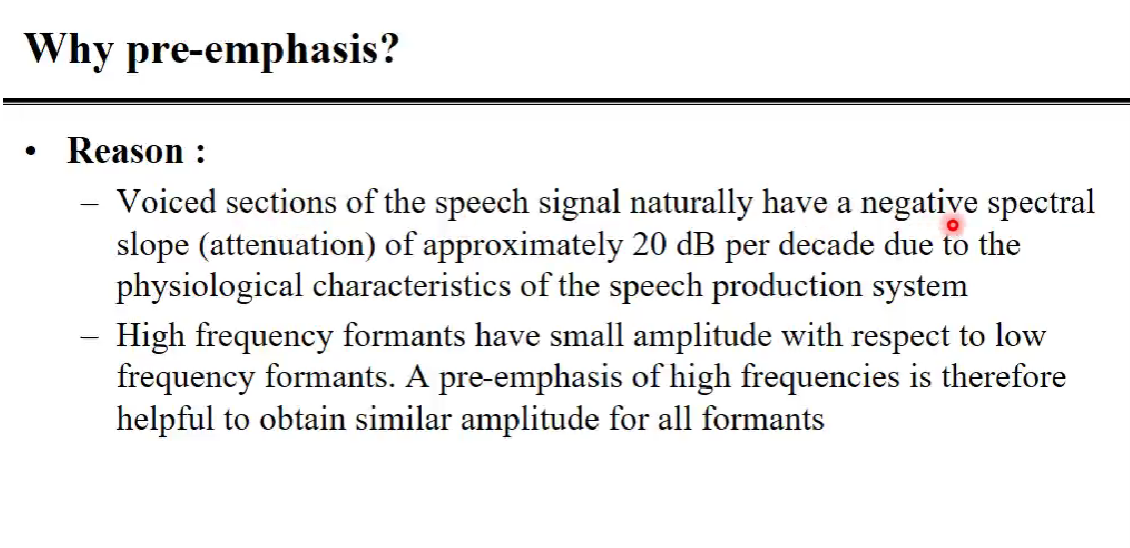 Why pre-emphasis?
• Reason :
– Voiced sections of the speech signal naturally have a negative spectral
slope (attenuation) of approximately 20 dB per decade due to the
physiological characteristics of the speech production system
– High frequency formants have small amplitude with respect to low
frequency formants. A pre-emphasis of high frequencies is therefore
helpful to obtain similar amplitude for all formants